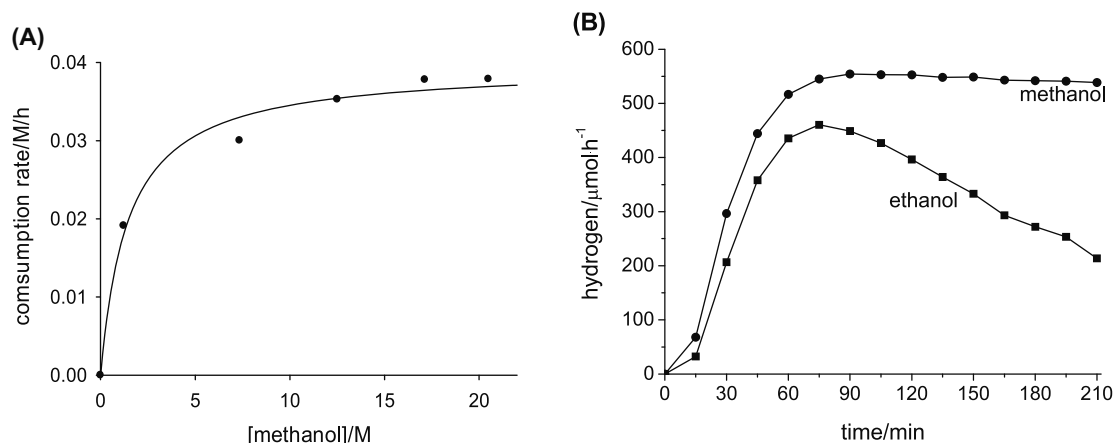 (A)
0.04
0.03
0.02
0.01
0.00
comsumption rate/M/h
0 5 10 15 20
[methanol]/M
(B)
600
500
400
300
200
100
0
hydrogen/μmol·h⁻¹
methanol
ethanol
0 30 60 90 120 150 180 210
time/min